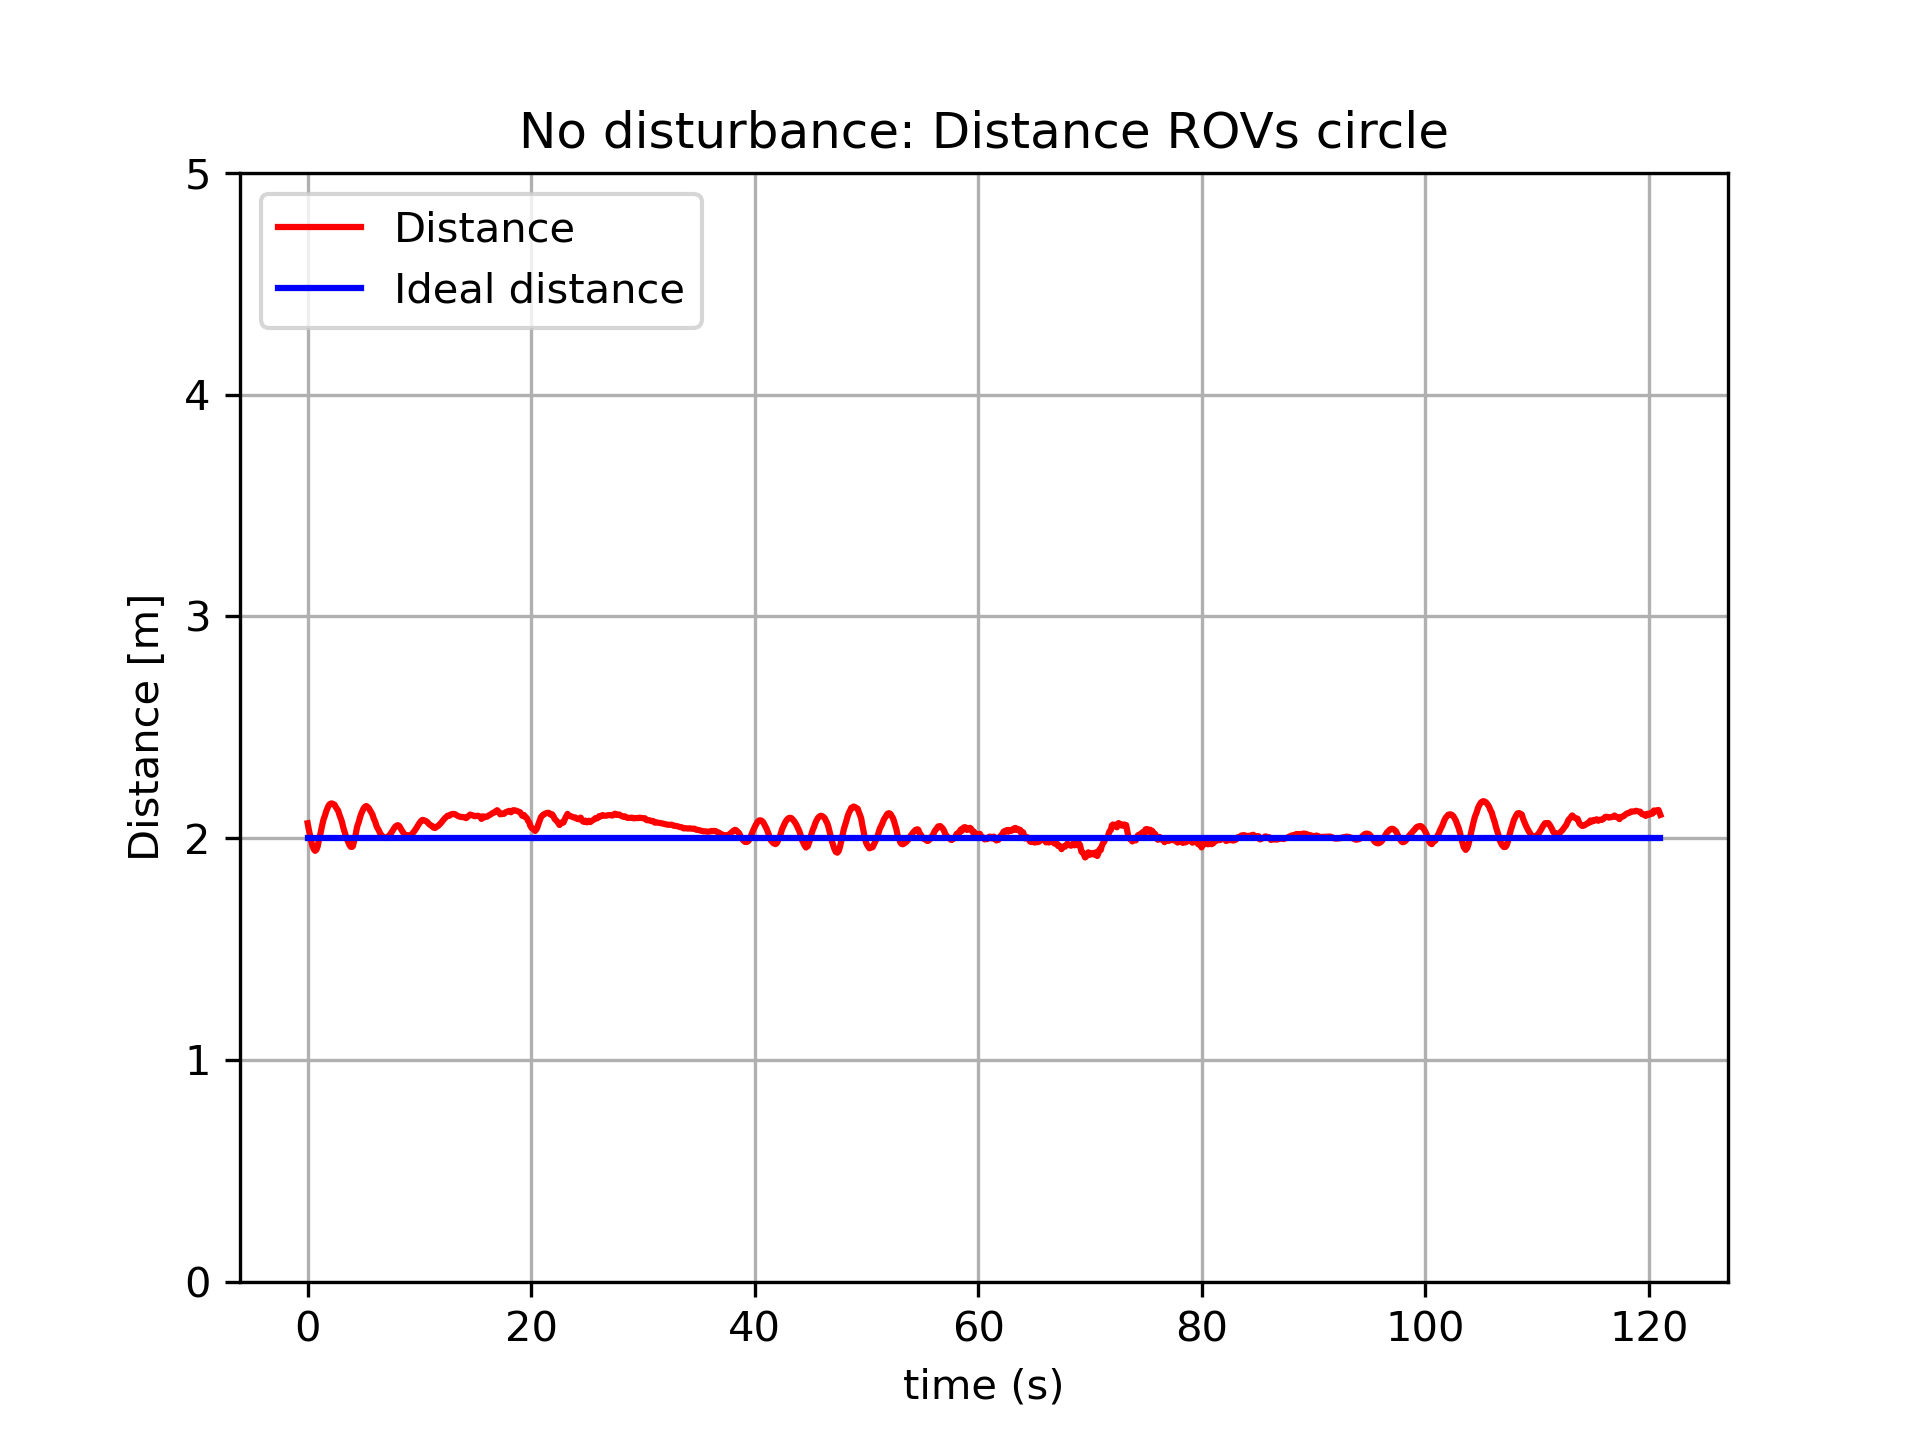 No disturbance: Distance ROVs circle
Distance
Ideal distance
Distance [m]
5
4
3
2
1
0
0 20 40 60 80 100 120
time (s)